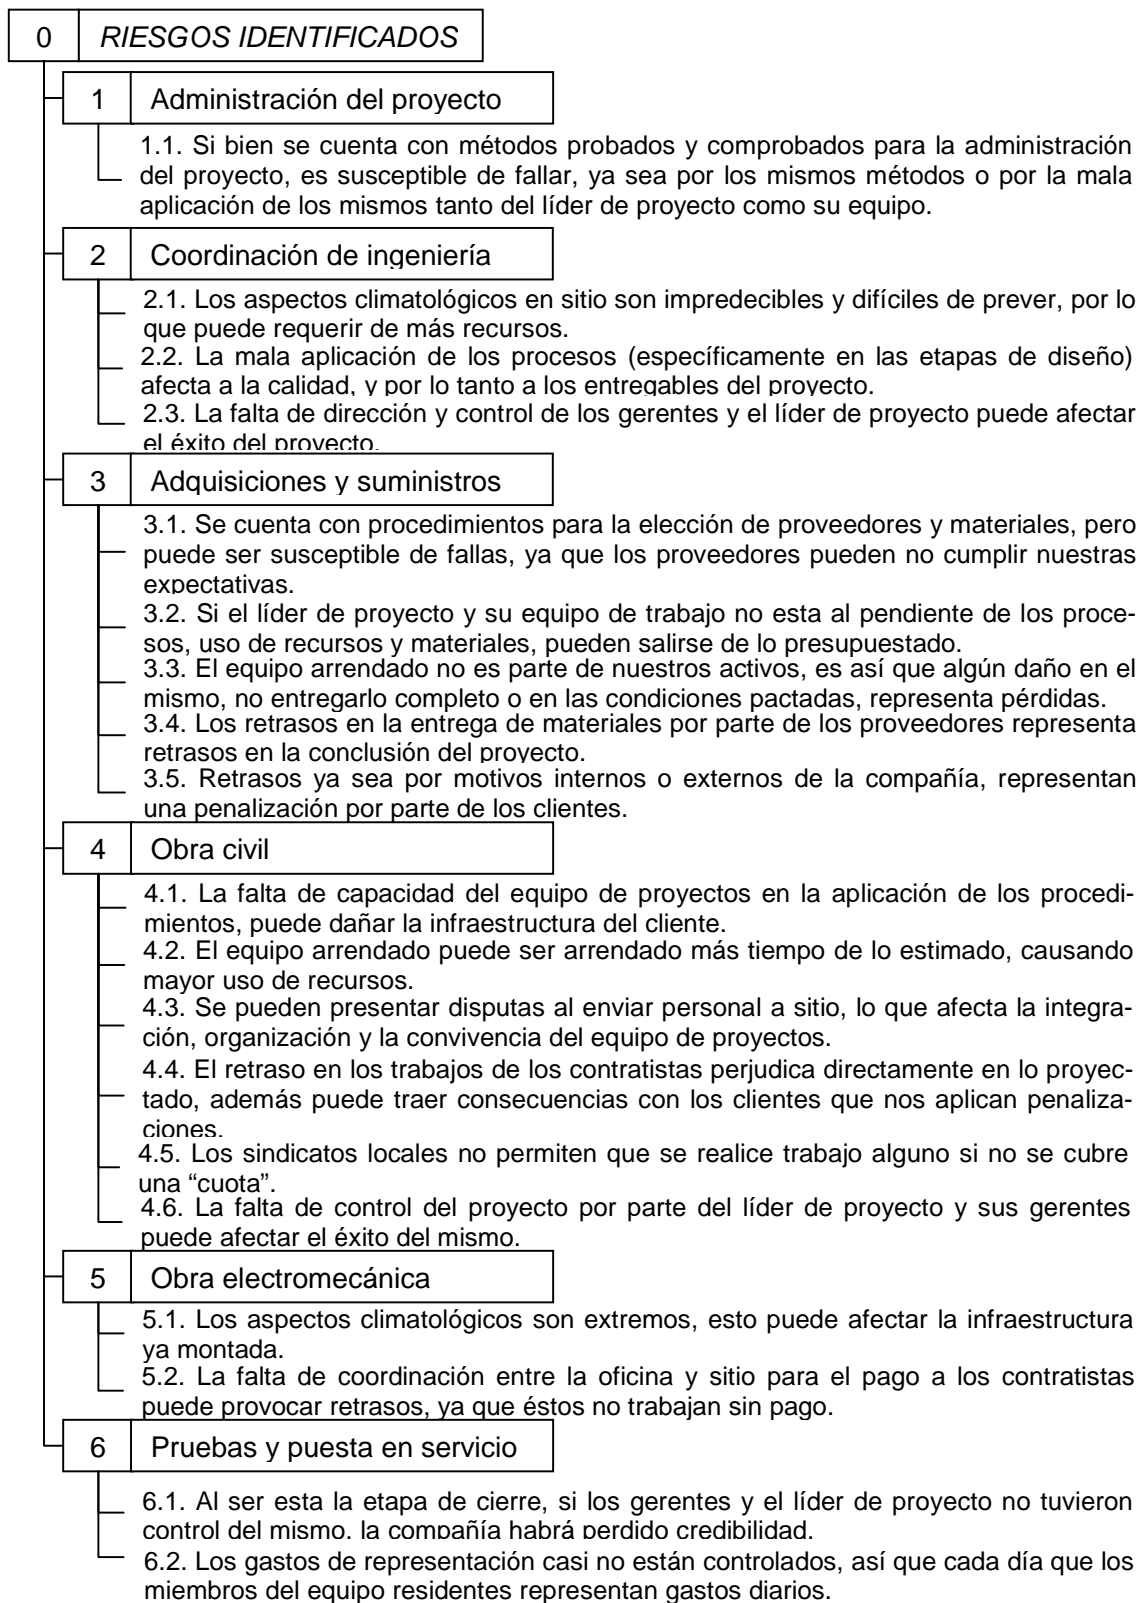 0 RIESGOS IDENTIFICADOS
1 Administración del proyecto
1.1. Si bien se cuenta con métodos probados y comprobados para la administración
del proyecto, es susceptible de fallar, ya sea por los mismos métodos o por la mala
aplicación de los mismos tanto del líder de proyecto como su equipo.
2 Coordinación de ingeniería
2.1. Los aspectos climatológicos en sitio son impredecibles y difíciles de prever, por lo
que puede requerir de más recursos.
2.2. La mala aplicación de los procesos (específicamente en las etapas de diseño)
afecta a la calidad, y por lo tanto a los entregables del proyecto.
2.3. La falta de dirección y control de los gerentes y el líder de proyecto puede afectar
el éxito del proyecto.
3 Adquisiciones y suministros
3.1. Se cuenta con procedimientos para la elección de proveedores y materiales, pero
puede ser susceptible de fallas, ya que los proveedores pueden no cumplir nuestras
expectativas.
3.2. Si el líder de proyecto y su equipo de trabajo no esta al pendiente de los proce-
sos, uso de recursos y materiales, pueden salirse de lo presupuestado.
3.3. El equipo arrendado no es parte de nuestros activos, es así que algún daño en el
mismo, no entregarlo completo o en las condiciones pactadas, representa pérdidas.
3.4. Los retrasos en la entrega de materiales por parte de los proveedores representa
retrasos en la conclusión del proyecto.
3.5. Retrasos ya sea por motivos internos o externos de la compañía, representan
una penalización por parte de los clientes.
4 Obra civil
4.1. La falta de capacidad del equipo de proyectos en la aplicación de los procedi-
mientos, puede dañar la infraestructura del cliente.
4.2. El equipo arrendado puede ser arrendado más tiempo de lo estimado, causando
mayor uso de recursos.
4.3. Se pueden presentar disputas al enviar personal a sitio, lo que afecta la integra-
ción, organización y la convivencia del equipo de proyectos.
4.4. El retraso en los trabajos de los contratistas perjudica directamente en lo proyec-
tado, además puede traer consecuencias con los clientes que nos aplican penaliza-
ciones.
4.5. Los sindicatos locales no permiten que se realice trabajo alguno si no se cubre
una “cuota”.
4.6. La falta de control del proyecto por parte del líder de proyecto y sus gerentes
puede afectar el éxito del mismo.
5 Obra electromecánica
5.1. Los aspectos climatológicos son extremos, esto puede afectar la infraestructura
ya montada.
5.2. La falta de coordinación entre la oficina y sitio para el pago a los contratistas
puede provocar retrasos, ya que éstos no trabajan sin pago.
6 Pruebas y puesta en servicio
6.1. Al ser esta la etapa de cierre, si los gerentes y el líder de proyecto no tuvieron
control del mismo, la compañía habrá perdido credibilidad.
6.2. Los gastos de representación casi no están controlados, así que cada día que los
miembros del equipo residentes representan gastos diarios.